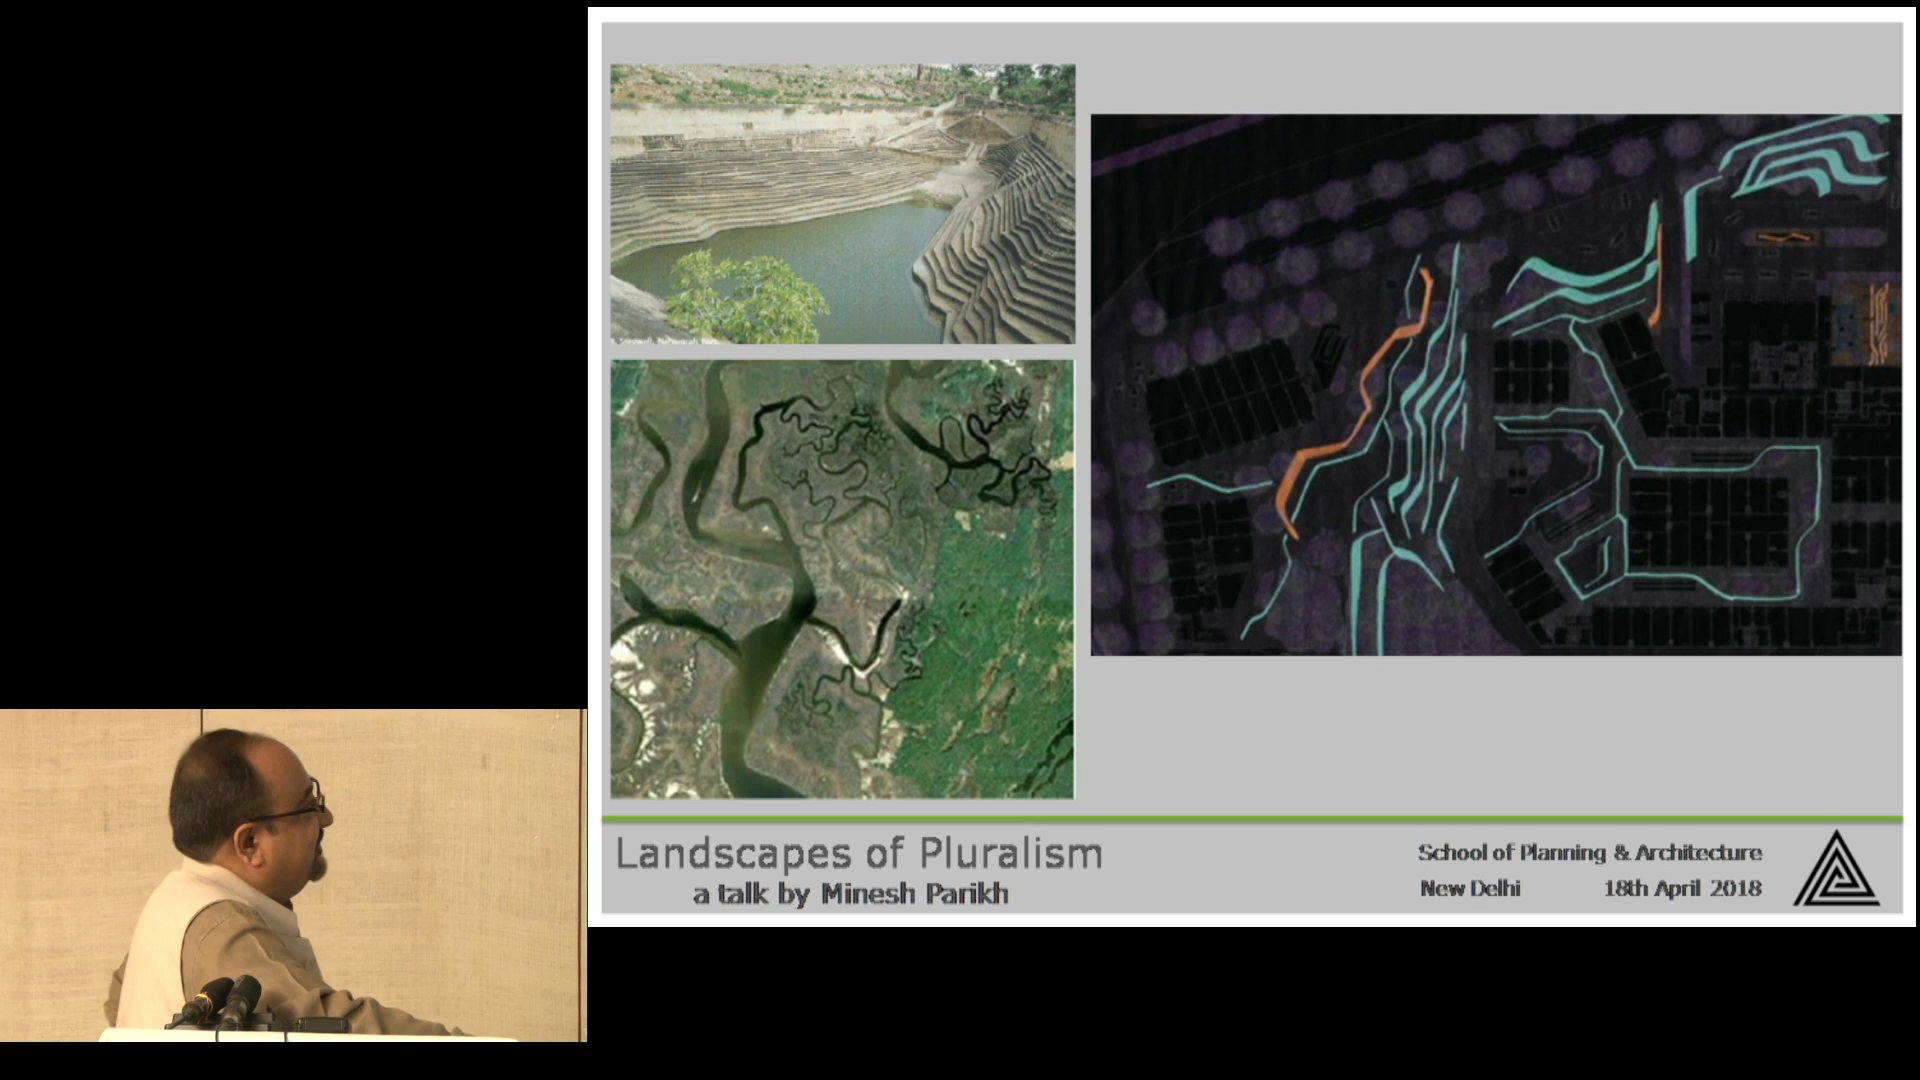 Landscapes of Pluralism
a talk by Minesh Parikh
School of Planning & Architecture
New Delhi 18th April 2018